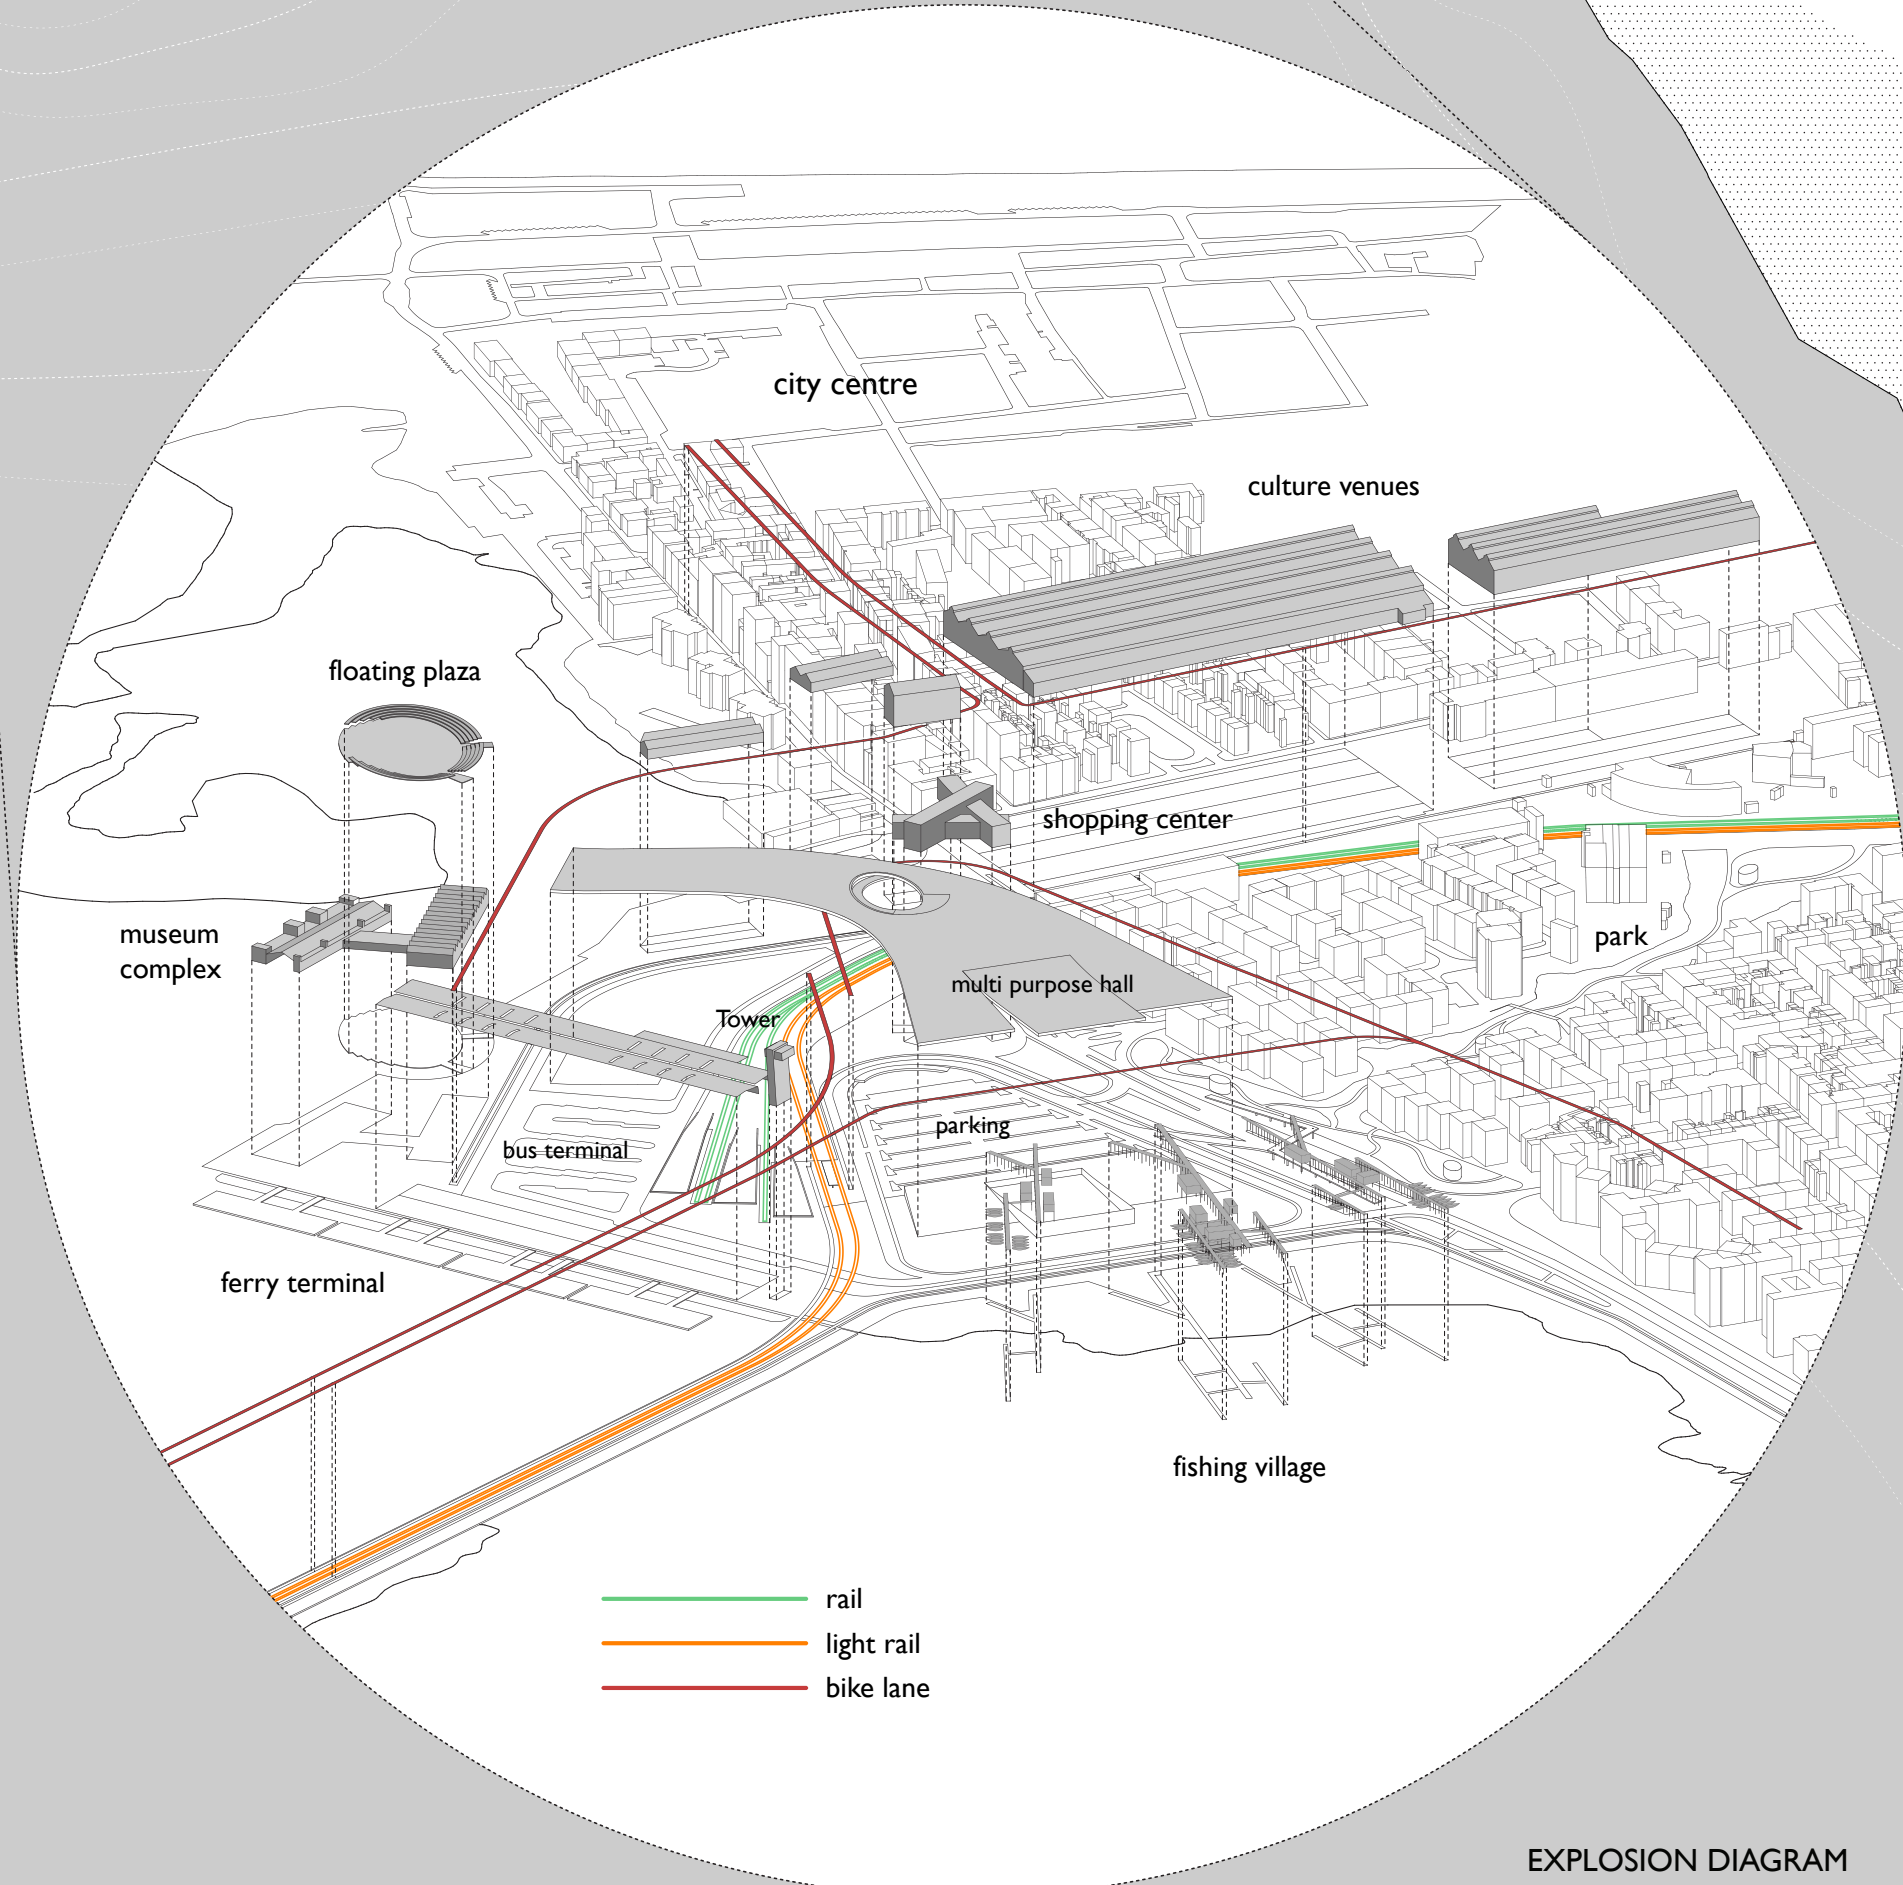 city centre
culture venues
floating plaza
shopping center
museum
complex
park
multi purpose hall
Tower
parking
bus terminal
ferry terminal
fishing village
rail
light rail
bike lane
EXPLOSION DIAGRAM